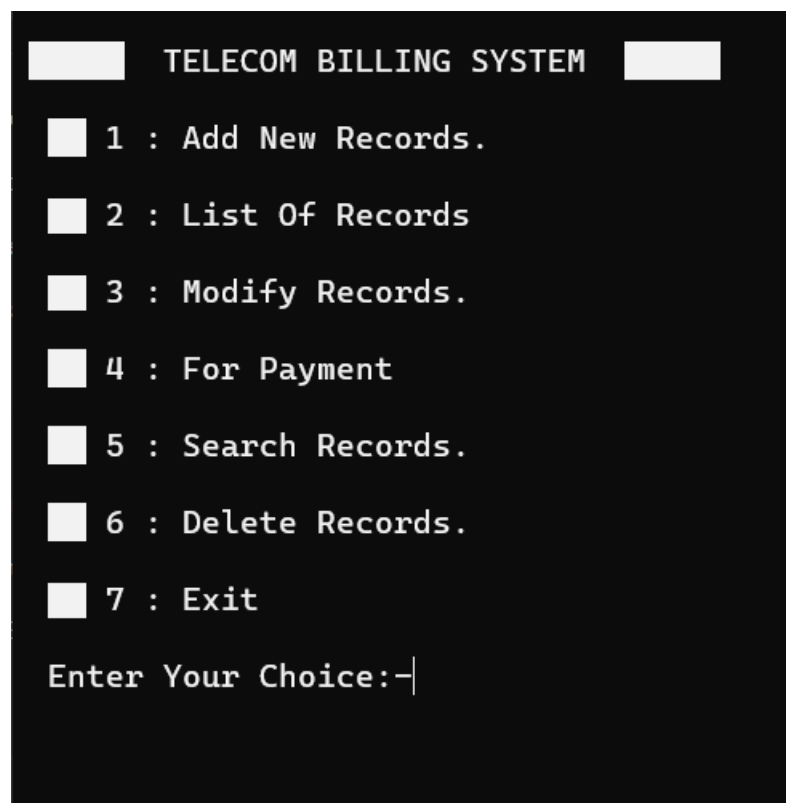 TELECOM BILLING SYSTEM
1 : Add New Records.
2 : List Of Records
3 : Modify Records.
4 : For Payment
5 : Search Records.
6 : Delete Records.
7 : Exit
Enter Your Choice:-